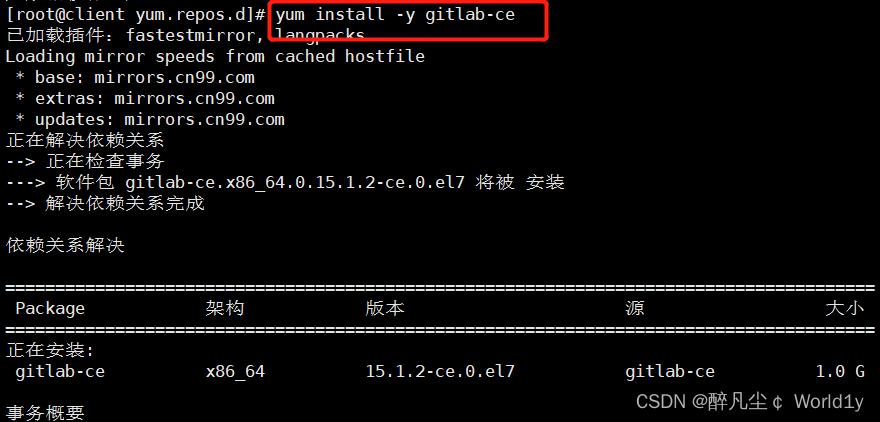 [root@client yum.repos.d]# yum install -y gitlab-ce
已加载插件：fastestmirror, langpacks
Loading mirror speeds from cached hostfile
* base: mirrors.cn99.com
* extras: mirrors.cn99.com
* updates: mirrors.cn99.com
正在解决依赖关系
--> 正在检查事务
---> 软件包 gitlab-ce.x86_64.0.15.1.2-ce.0.el7 将被 安装
--> 解决依赖关系完成
依赖关系解决
================================================================================
Package 架构 版本 源 大小
================================================================================
正在安装:
gitlab-ce x86_64 15.1.2-ce.0.el7 gitlab-ce 1.0 G
事务概要
CSDN @醉凡尘￠ World1y